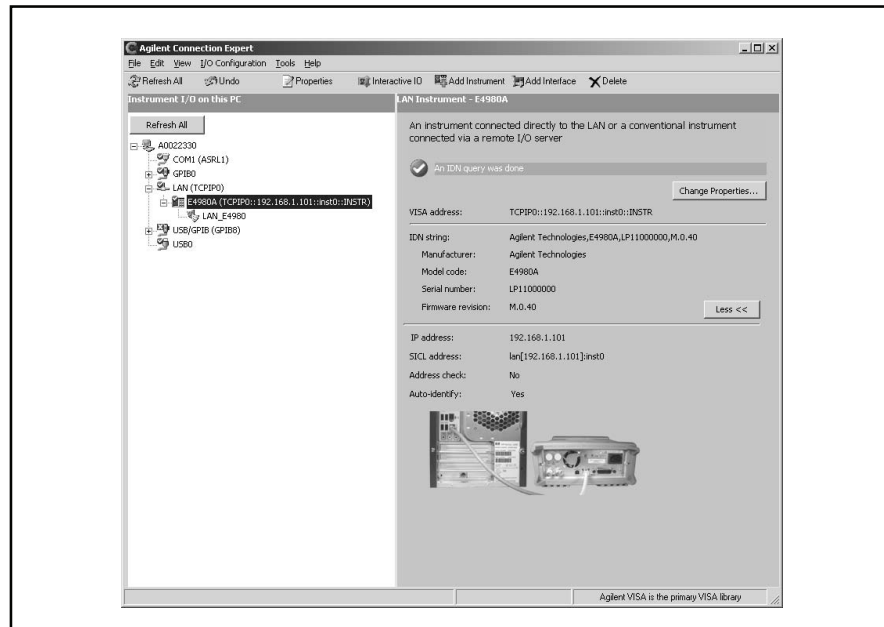 Agilent Connection Expert
File Edit View I/O Configuration Tools Help
Refresh All Undo Properties Interactive IO Add Instrument Add Interface Delete
Instrument I/O on this PC
Refresh All
A0022330
COM1 (ASRL1)
GPIB0
LAN (TCPIP0)
E4980A (TCPIP0::192.168.1.101::inst0::INSTR)
LAN_E4980
USB/GPIB (GPIB8)
USB0
LAN Instrument - E4980A
An instrument connected directly to the LAN or a conventional instrument
connected via a remote I/O server
An IDN query was done
Change Properties...
VISA address: TCPIP0::192.168.1.101::inst0::INSTR
IDN string: Agilent Technologies,E4980A,LP11000000,M.0.40
Manufacturer: Agilent Technologies
Model code: E4980A
Serial number: LP11000000
Firmware revision: M.0.40
Less <<
IP address: 192.168.1.101
SICL address: lan[192.168.1.101]:inst0
Address check: No
Auto-identify: Yes
Agilent VISA is the primary VISA library